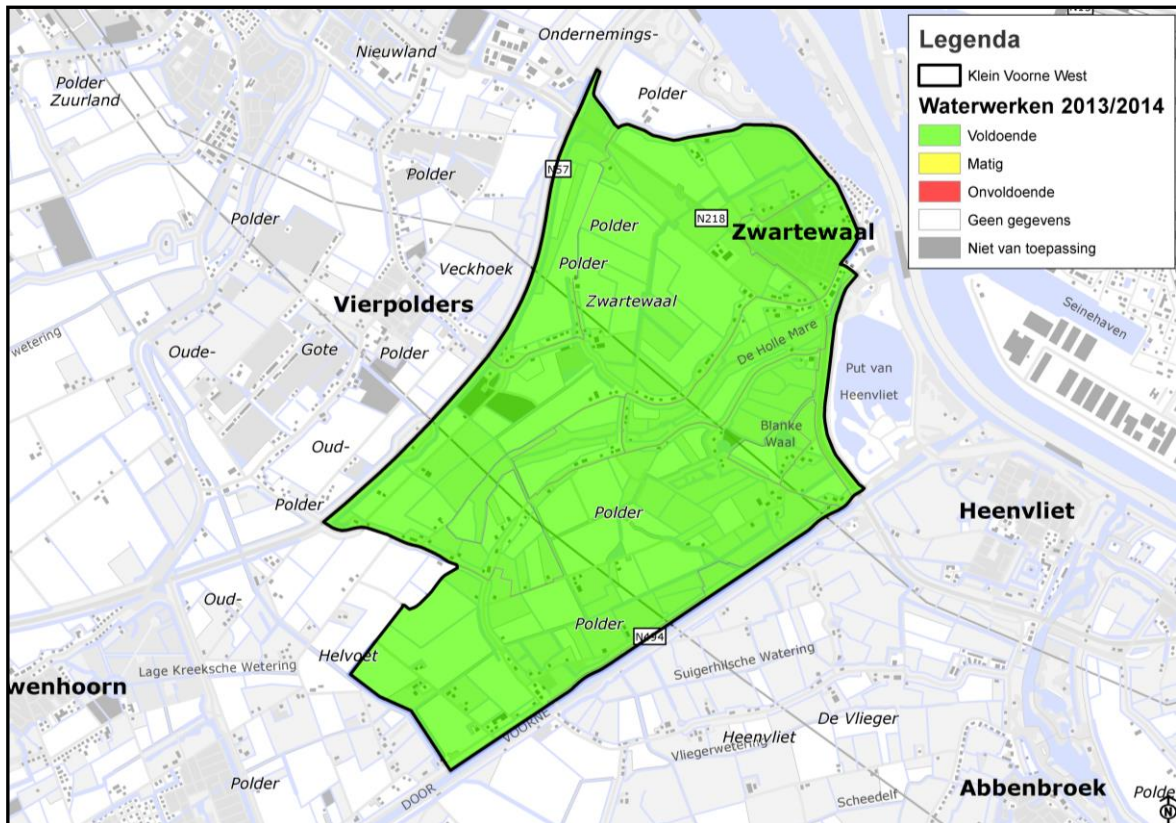 Ondernemings-
Nieuwland
Polder
Zuurland
Polder
Legenda
Klein Voorne West
Waterwerken 2013/2014
Voldoende
Matig
Onvoldoende
Geen gegevens
Niet van toepassing
N57
Polder
Polder
N218
Polder
Zwartewaal
Veckhoek
Polder
Zwartewaal
Vierpolders
Seinehaven
wetering
Oude-
Gote
Polder
De Holle Mare
Put van
Heenvliet
H
Blanke
Waal
Oud-
Polder
Polder
Heenvliet
Oud-
Polder
N494
Helvoet
Lage Kreeksche Wetering
Suigerhilsche Watering
wenhoorn
De Vlieger
VOORNE
Heenvliet
Vliegerwetering
Polder
DOOR
Scheedelf
Abbenbroek
Polde
N